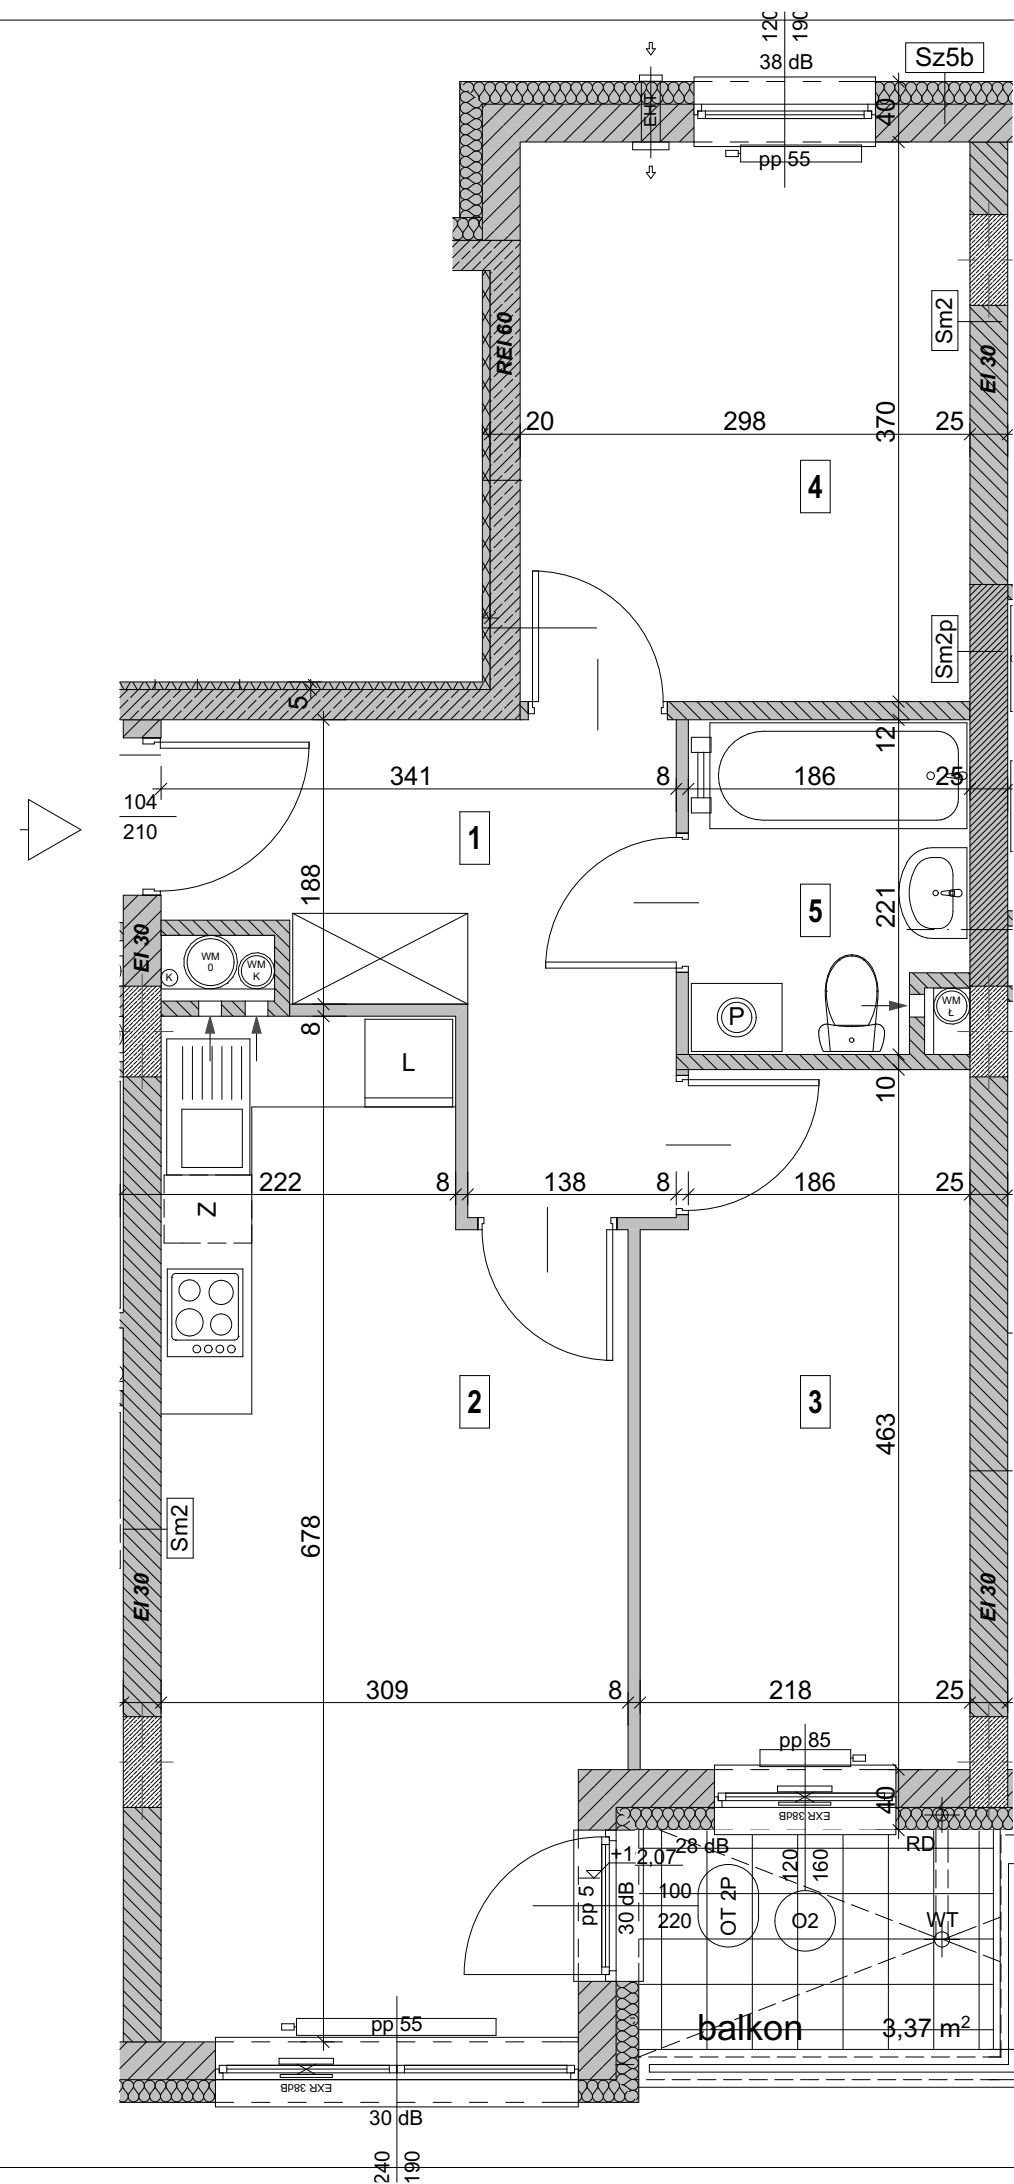 120
190
38 dB
Sz5b
EHT
40
pp 55
Sm2
REI 60
EI 30
20
298
370
25
4
Sm2p
5
12
341
8
186
25
104
210
1
188
5
221
EI 30
WM
0
WM
K
K
P
WM
Ł
8
L
10
222
8
138
8
186
25
Z
2
3
463
Sm2
678
EI 30
EI 30
309
8
218
25
pp 85
40
EXR 38dB
RD
+12,07
28 dB
120
160
pp 5
30 dB
100
220
OT 2P
O2
WT
balkon
3,37 m²
pp 55
EXR 38dB
30 dB
240
190